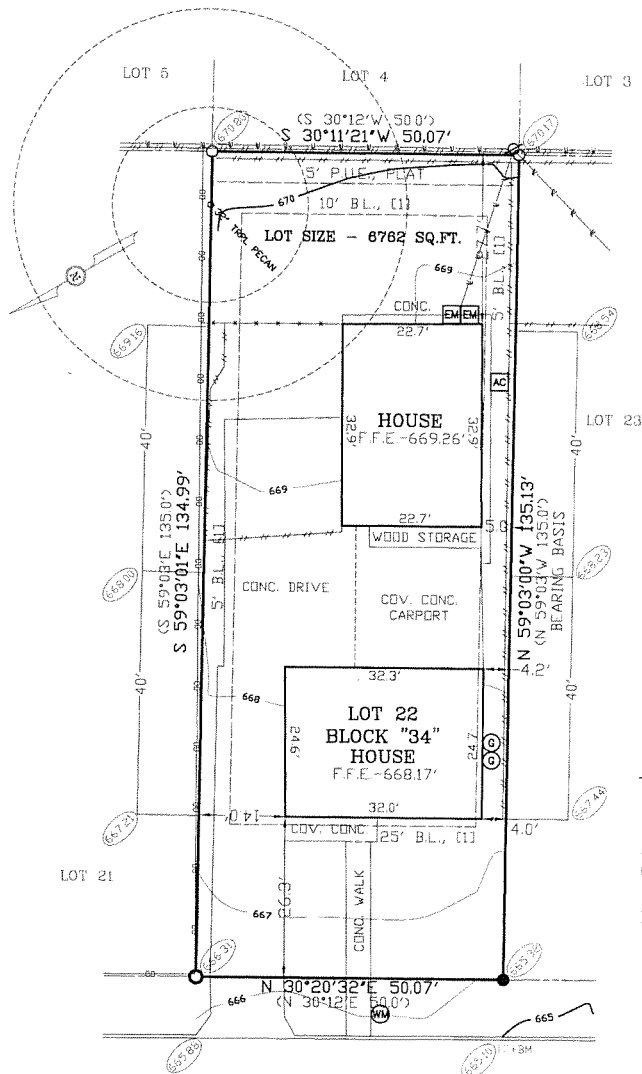 LOT 5
LOT 4
LOT 3
(S 30°12'W 50.0')
S 30°11'21"W 50.07'
670.80
670.17
5' P.U.E., PLAT
670
10' B.L., [1]
TRPL PECAN
LOT SIZE - 6762 SQ.FT.
669
5' B.L., [1]
CONC.
EM
EM
22.7'
669.16
668.54
AC
HOUSE
F.F.E.-669.26'
32.9'
32.9'
LOT 23
40'
40'
669
22.7'
5.0'
WOOD STORAGE
(S 59°03'E 135.0')
S 59°03'01"E 134.99'
N 59°03'00"W 135.13'
(N 59°03'W 135.0')
BEARING BASIS
668.00
668.23
5' B.L., [1]
CONC. DRIVE
COV. CONC.
CARPORT
40'
40'
668
32.3'
4.2'
LOT 22
BLOCK "34"
HOUSE
F.F.E.-668.17'
24.6'
24.7
G
G
667.21
667.44
14.0
32.0'
4.0'
COV. CONC.
25' B.L., [1]
LOT 21
CONC. WALK
667
666.31
N 30°20'32"E 50.07'
(N 30°12'E 50.0')
666
WM
665
665.86
665.10
+BM